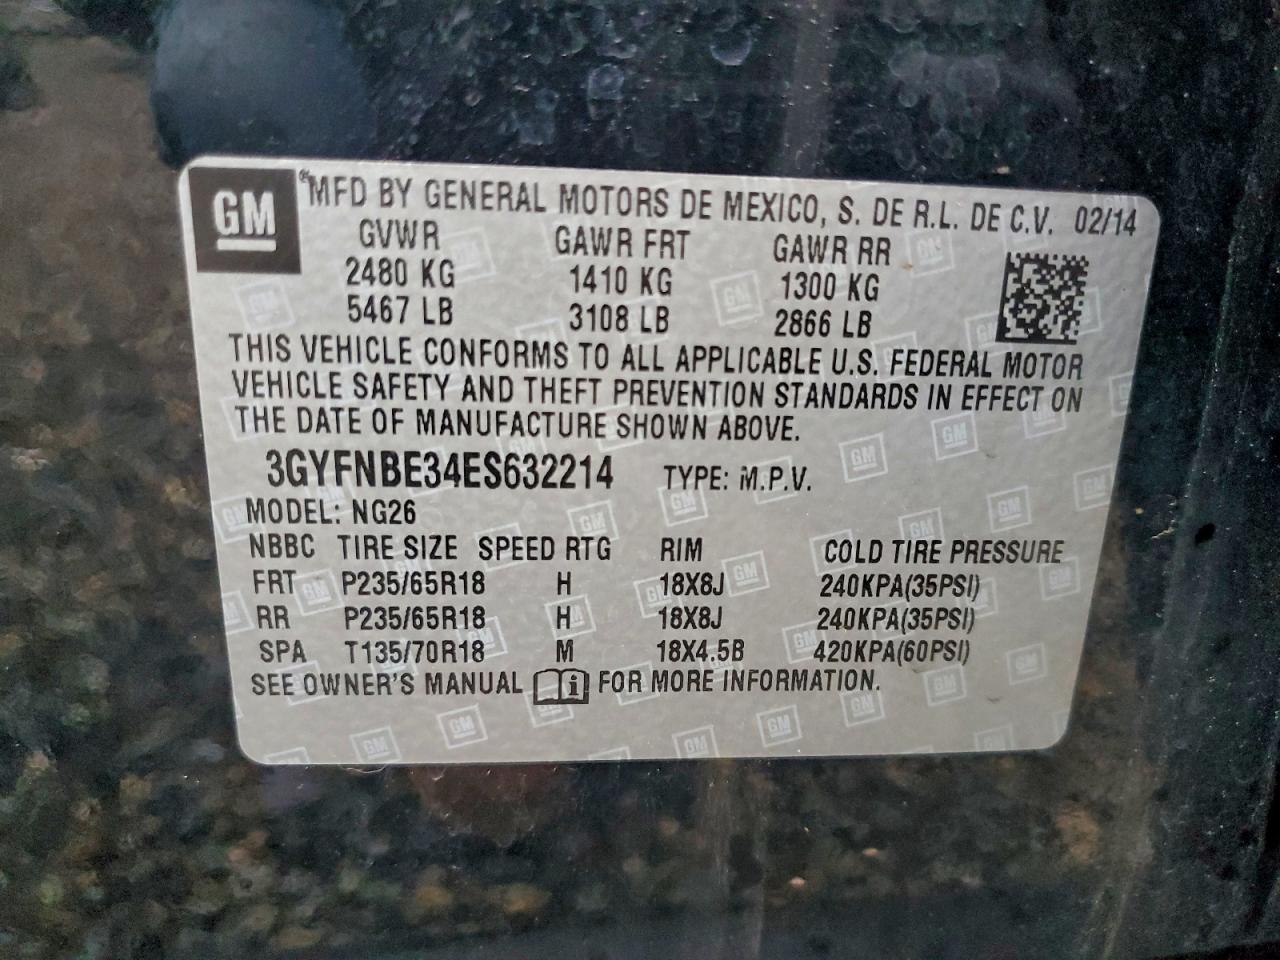 GM ® MFD BY GENERAL MOTORS DE MEXICO, S. DE R.L. DE C.V. 02/14
GVWR GAWR FRT GAWR RR
2480 KG 1410 KG 1300 KG
5467 LB 3108 LB 2866 LB
THIS VEHICLE CONFORMS TO ALL APPLICABLE U.S. FEDERAL MOTOR
VEHICLE SAFETY AND THEFT PREVENTION STANDARDS IN EFFECT ON
THE DATE OF MANUFACTURE SHOWN ABOVE.
3GYFNBE34ES632214 TYPE: M.P.V.
MODEL: NG26
NBBC TIRE SIZE SPEED RTG RIM COLD TIRE PRESSURE
FRT P235/65R18 H 18X8J 240KPA(35PSI)
RR P235/65R18 H 18X8J 240KPA(35PSI)
SPA T135/70R18 M 18X4.5B 420KPA(60PSI)
SEE OWNER'S MANUAL i FOR MORE INFORMATION.